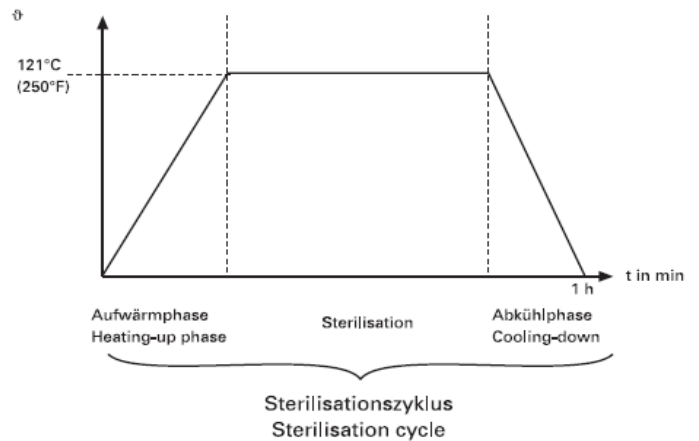 ϑ
121°C
(250°F)
t in min
1 h
Aufwärmphase
Heating-up phase
Sterilisation
Abkühlphase
Cooling-down
Sterilisationszyklus
Sterilisation cycle